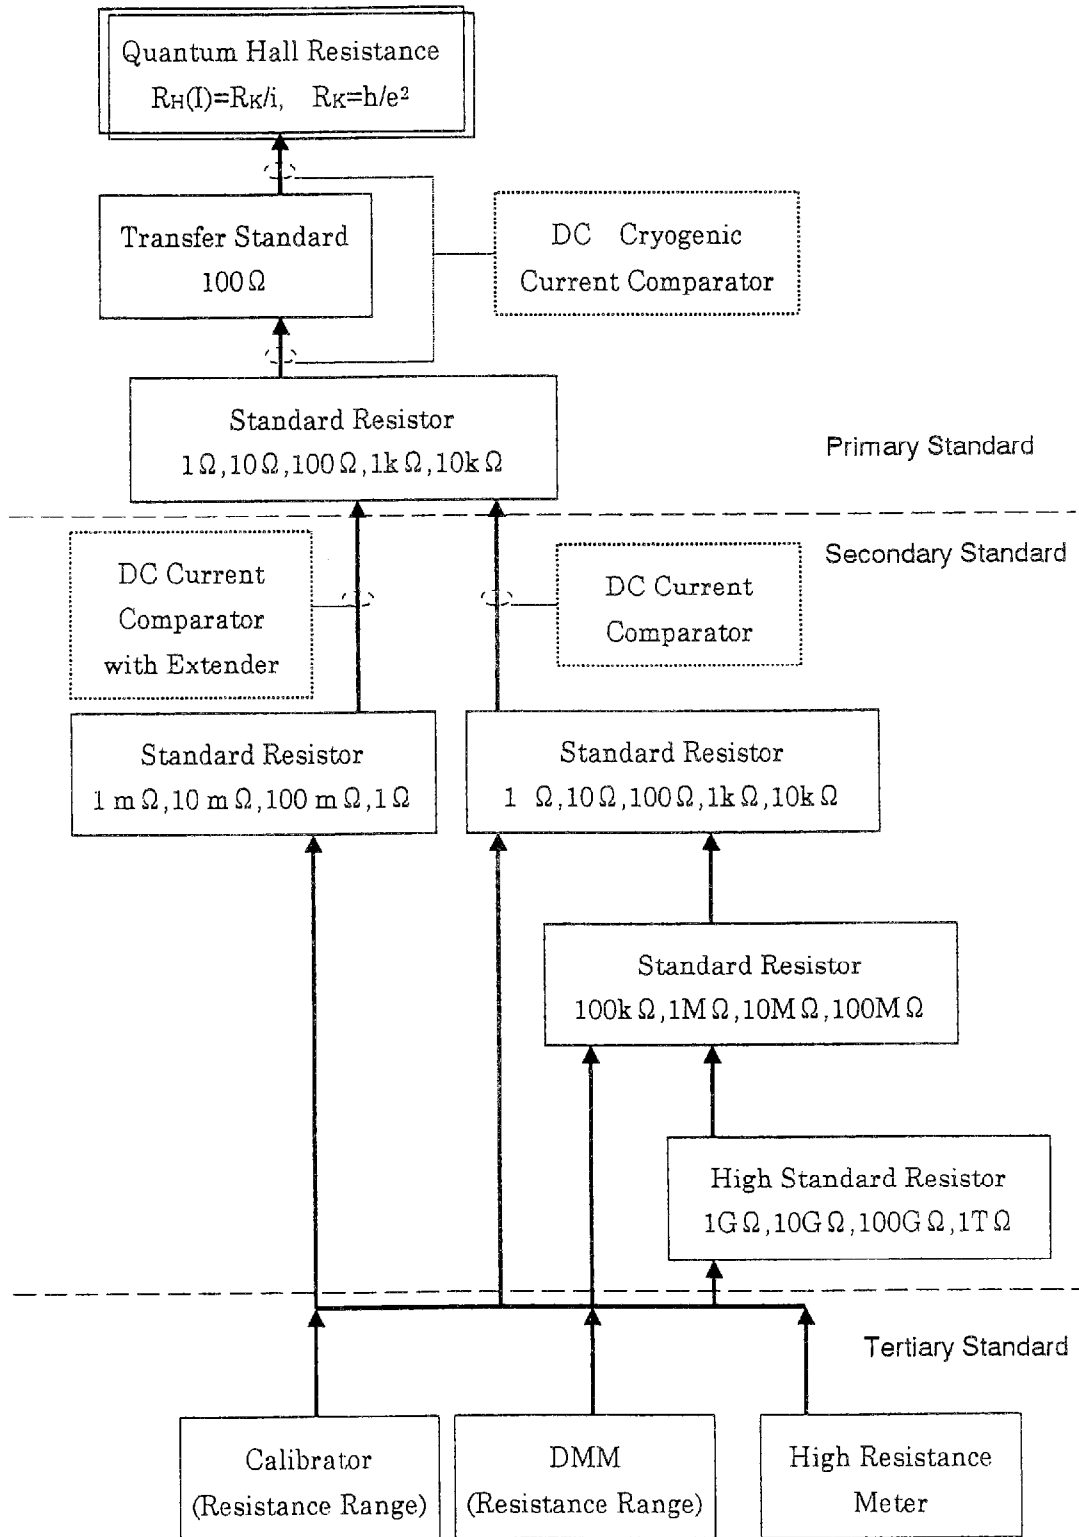 Quantum Hall Resistance
RH(I)=RK/i, RK=h/e²
Transfer Standard
100Ω
DC Cryogenic
Current Comparator
Standard Resistor
1Ω,10Ω,100Ω,1kΩ,10kΩ
Primary Standard
Secondary Standard
DC Current
Comparator
with Extender
DC Current
Comparator
Standard Resistor
1mΩ,10mΩ,100mΩ,1Ω
Standard Resistor
1 Ω,10Ω,100Ω,1kΩ,10kΩ
Standard Resistor
100kΩ,1MΩ,10MΩ,100MΩ
High Standard Resistor
1GΩ,10GΩ,100GΩ,1TΩ
Tertiary Standard
Calibrator
(Resistance Range)
DMM
(Resistance Range)
High Resistance
Meter